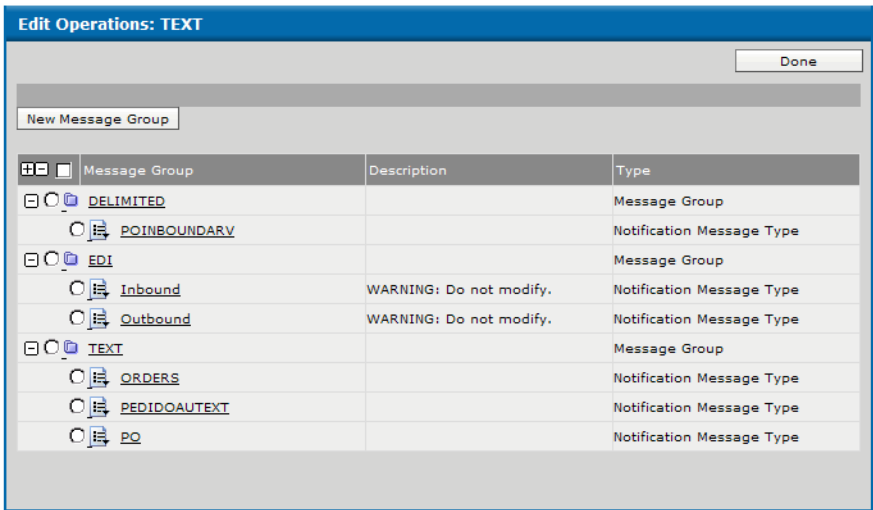 Edit Operations: TEXT
Done
New Message Group
Message Group Description Type
DELIMITED Message Group
POINBOUNDARV Notification Message Type
EDI Message Group
Inbound WARNING: Do not modify. Notification Message Type
Outbound WARNING: Do not modify. Notification Message Type
TEXT Message Group
ORDERS Notification Message Type
PEDIDOAUTEXT Notification Message Type
PO Notification Message Type